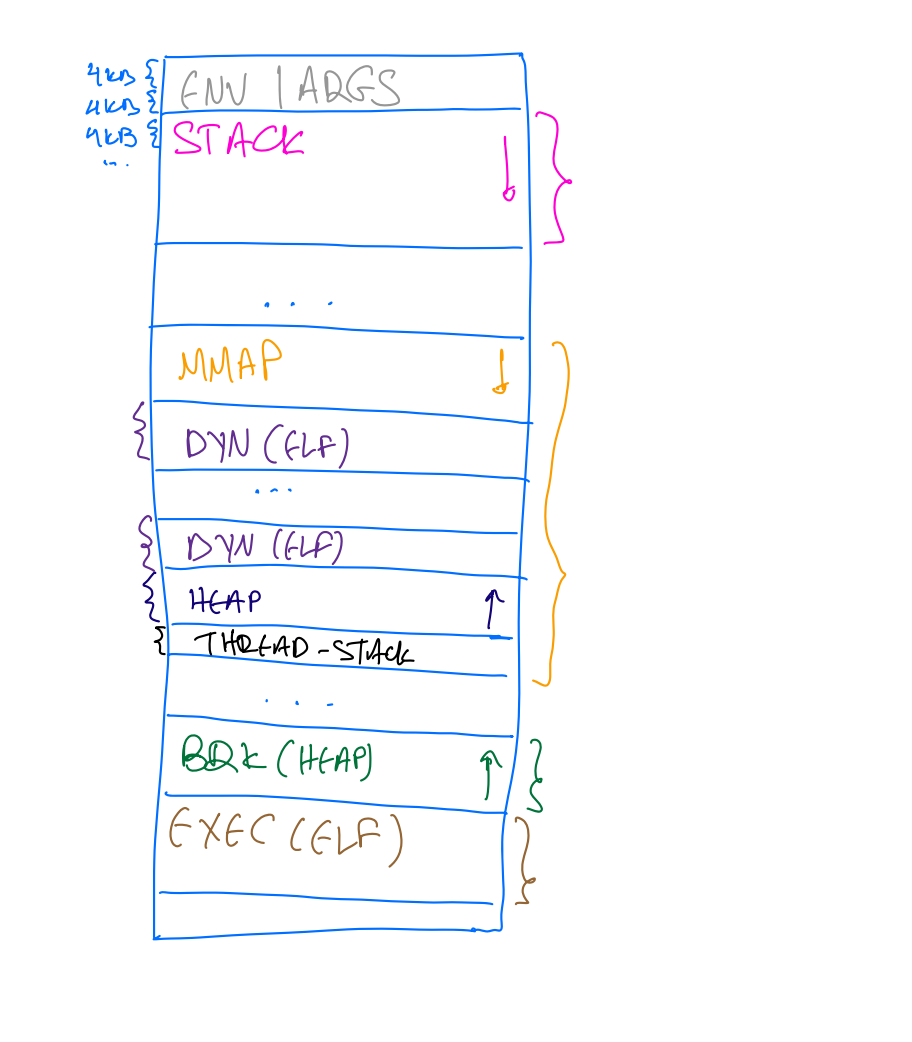 4KB
ENV | ARGS
4KB
4KB
STACK
...
...
MMAP
DYN (ELF)
...
DYN (ELF)
HEAP
THREAD-STACK
...
BRK (HEAP)
EXEC (ELF)